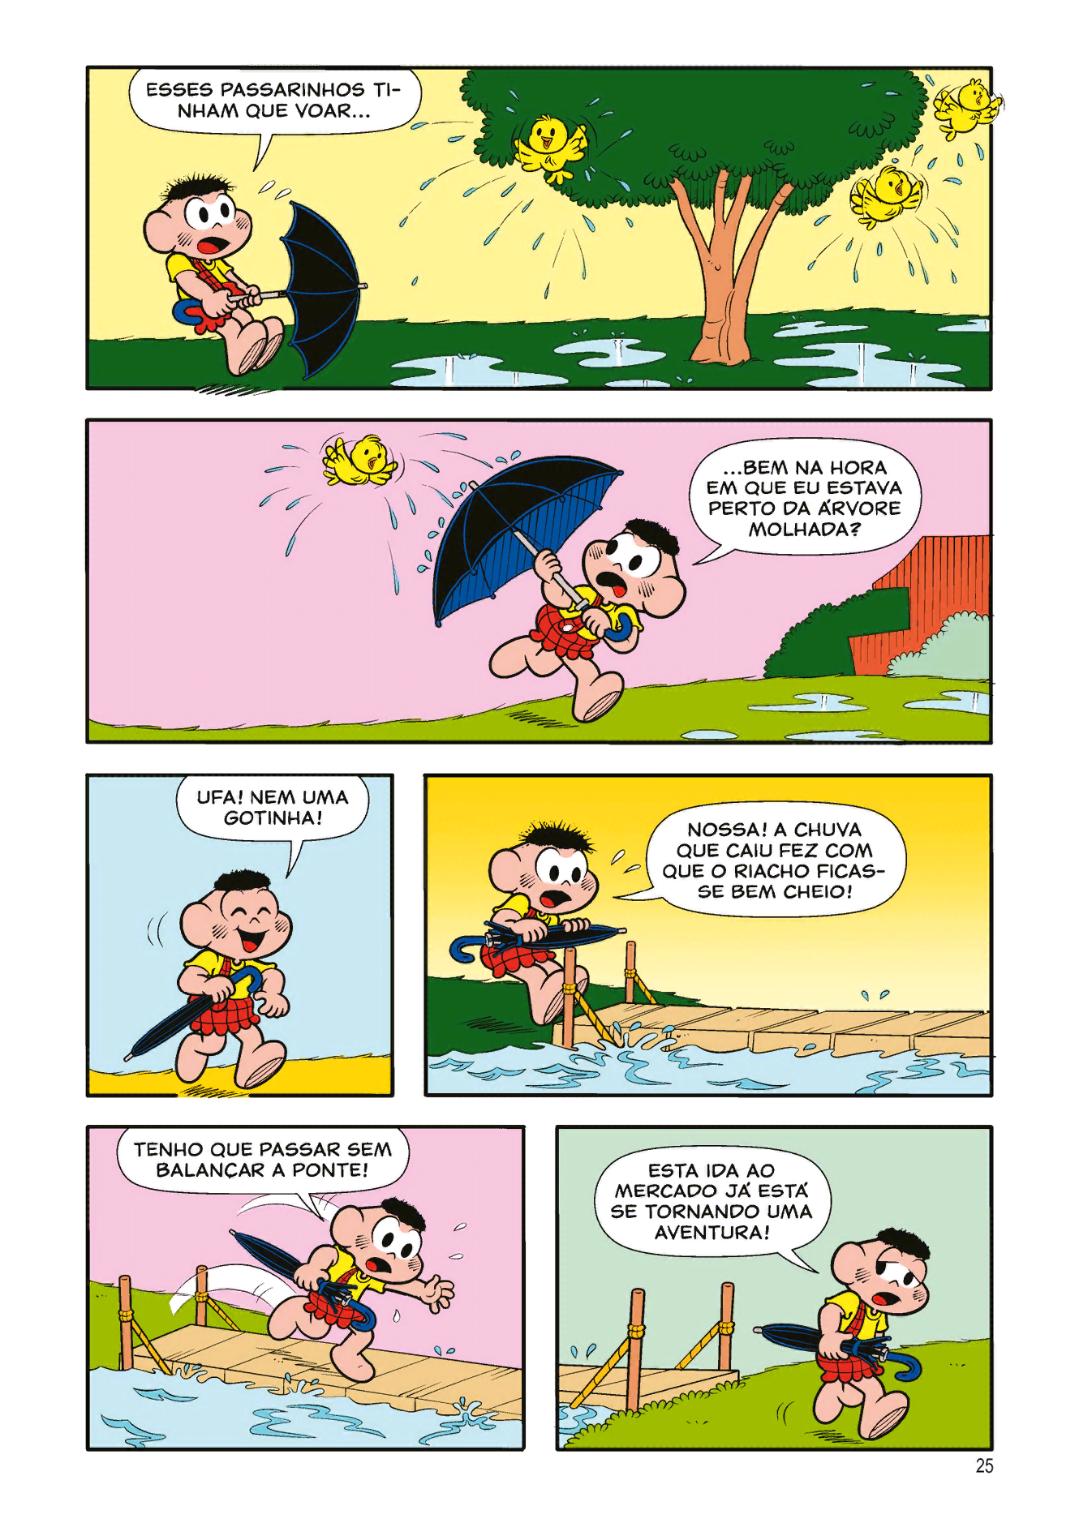 ESSES PASSARINHOS TI-
NHAM QUE VOAR...
...BEM NA HORA
EM QUE EU ESTAVA
PERTO DA ÁRVORE
MOLHADA?
UFA! NEM UMA
GOTINHA!
NOSSA! A CHUVA
QUE CAIU FEZ COM
QUE O RIACHO FICAS-
SE BEM CHEIO!
TENHO QUE PASSAR SEM
BALANÇAR A PONTE!
ESTA IDA AO
MERCADO JÁ ESTÁ
SE TORNANDO UMA
AVENTURA!
25